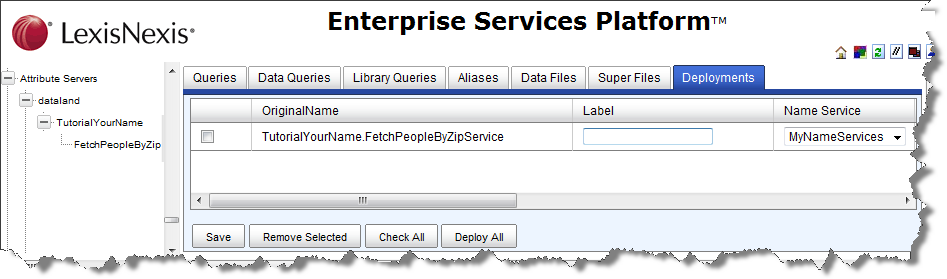 LexisNexis®
Enterprise Services Platform™
Attribute Servers
dataland
TutorialYourName
FetchPeopleByZip
Queries Data Queries Library Queries Aliases Data Files Super Files Deployments
OriginalName Label Name Service
TutorialYourName.FetchPeopleByZipService MyNameServices
Save Remove Selected Check All Deploy All